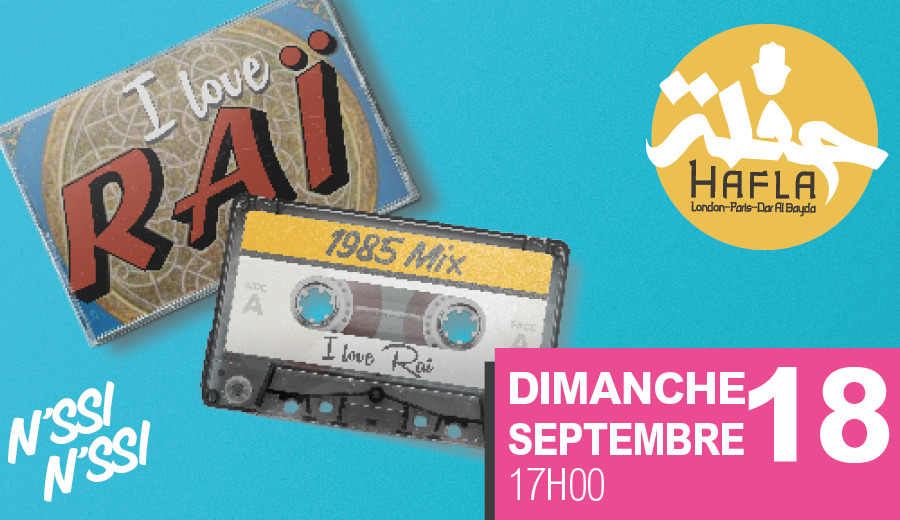 I love
RAÏ
حفلة
HAFLA
London-Paris-Dar Al Bayda
1985 Mix
SIDE
A
FACE
A
I love Rai
N'SSI
N'SSI
DIMANCHE 18
SEPTEMBRE
17H00